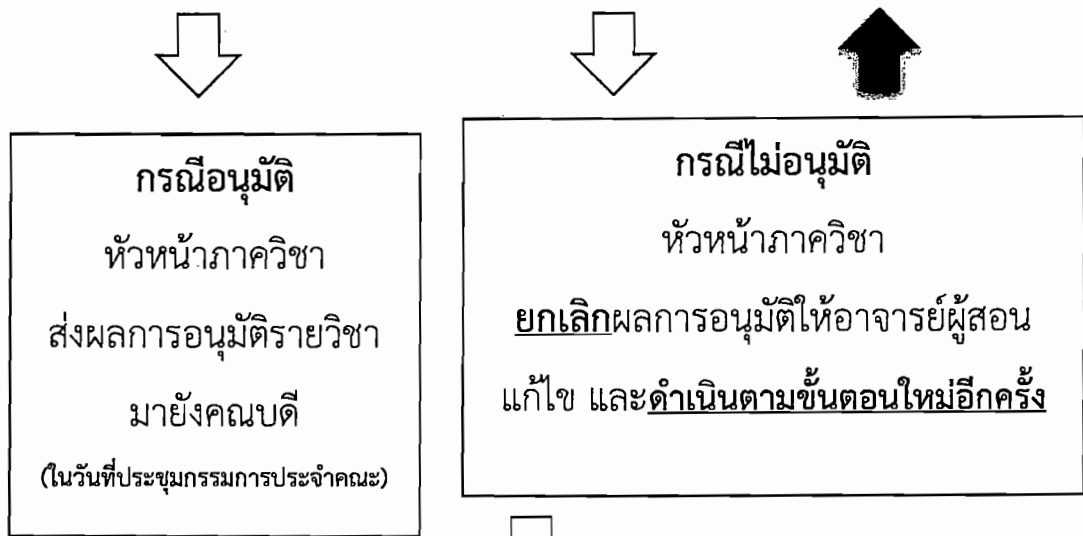 กรณีอนุมัติ
หัวหน้าภาควิชา
ส่งผลการอนุมัติรายวิชา
มายังคณบดี
(ในวันที่ประชุมกรรมการประจำคณะ)
กรณีไม่อนุมัติ
หัวหน้าภาควิชา
ยกเลิกผลการอนุมัติให้อาจารย์ผู้สอน
แก้ไข และดำเนินตามขั้นตอนใหม่อีกครั้ง